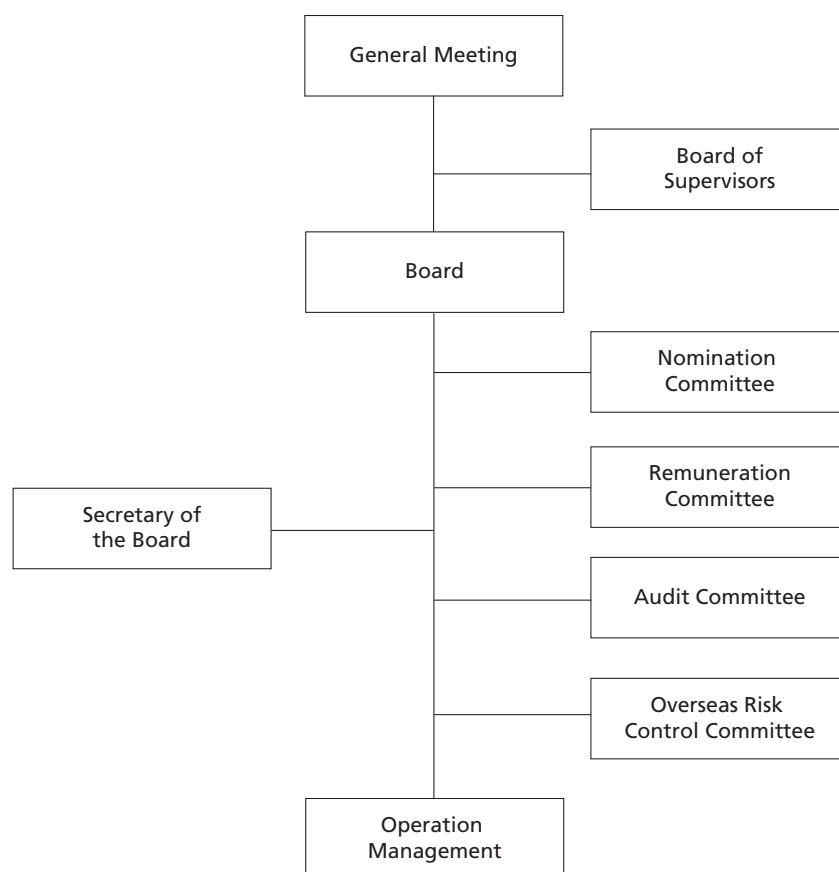 General Meeting
Board of
Supervisors
Board
Nomination
Committee
Remuneration
Committee
Secretary of
the Board
Audit Committee
Overseas Risk
Control Committee
Operation
Management